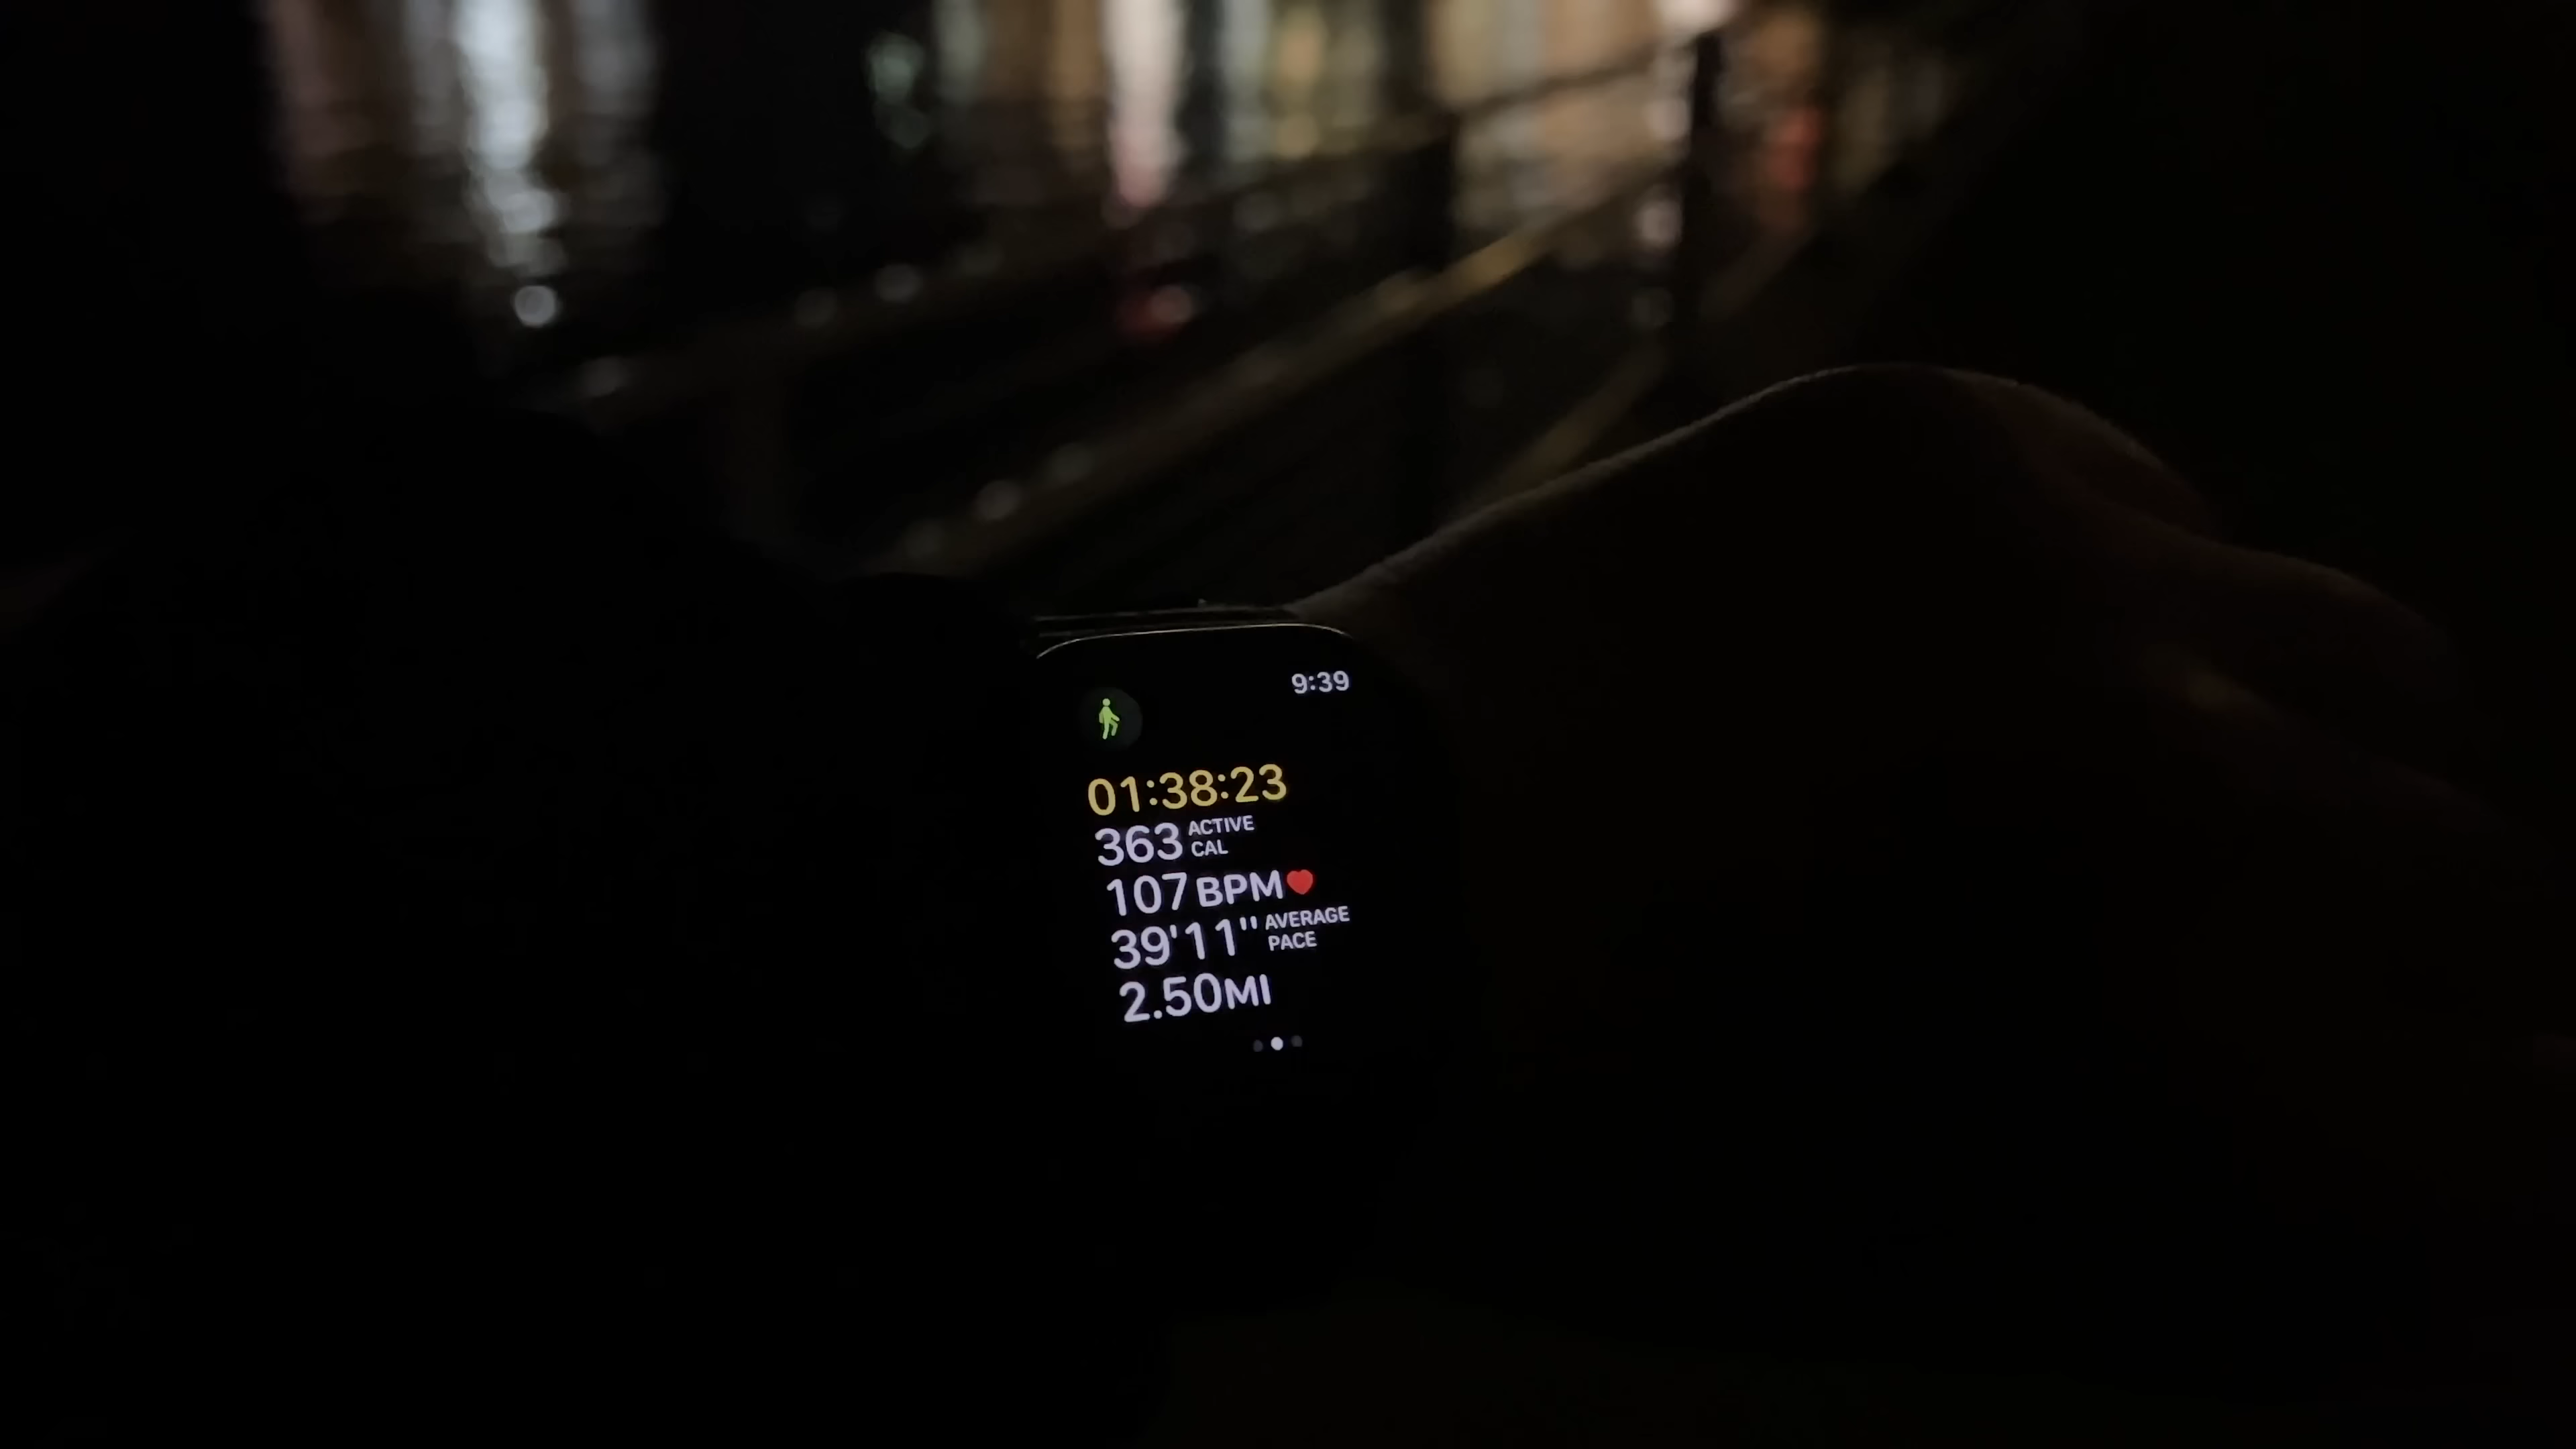 9:39
01:38:23
363 ACTIVE CAL
107 BPM
39'11" AVERAGE PACE
2.50MI